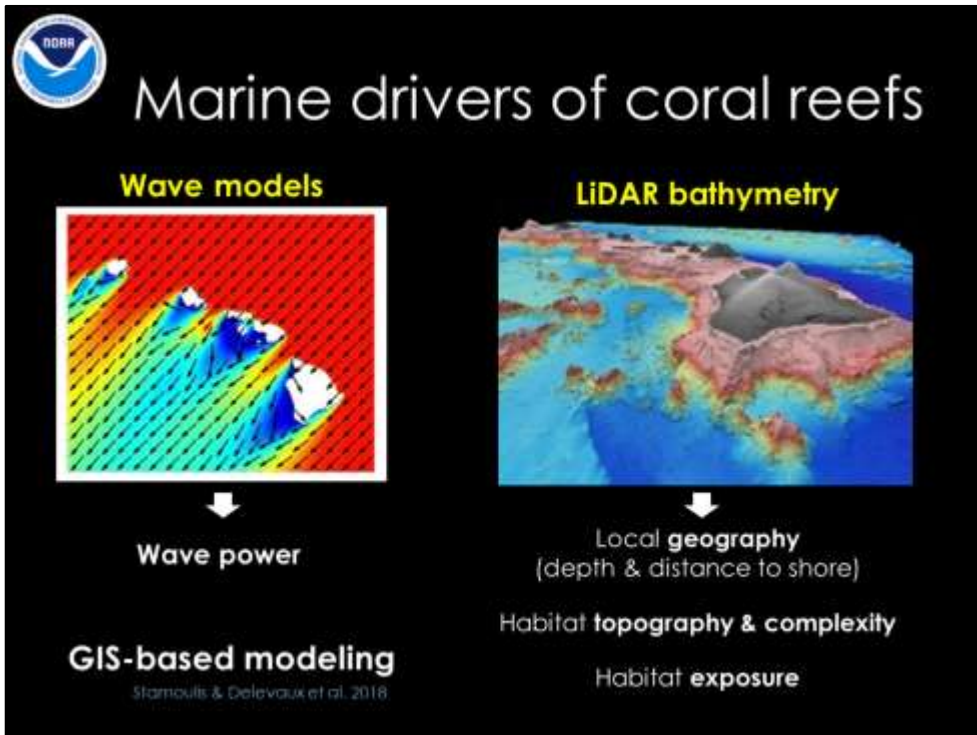 NOAA
Marine drivers of coral reefs
Wave models
LiDAR bathymetry
Wave power
Local geography
(depth & distance to shore)
Habitat topography & complexity
Habitat exposure
GIS-based modeling
Stamoulis & Delevaux et al. 2018